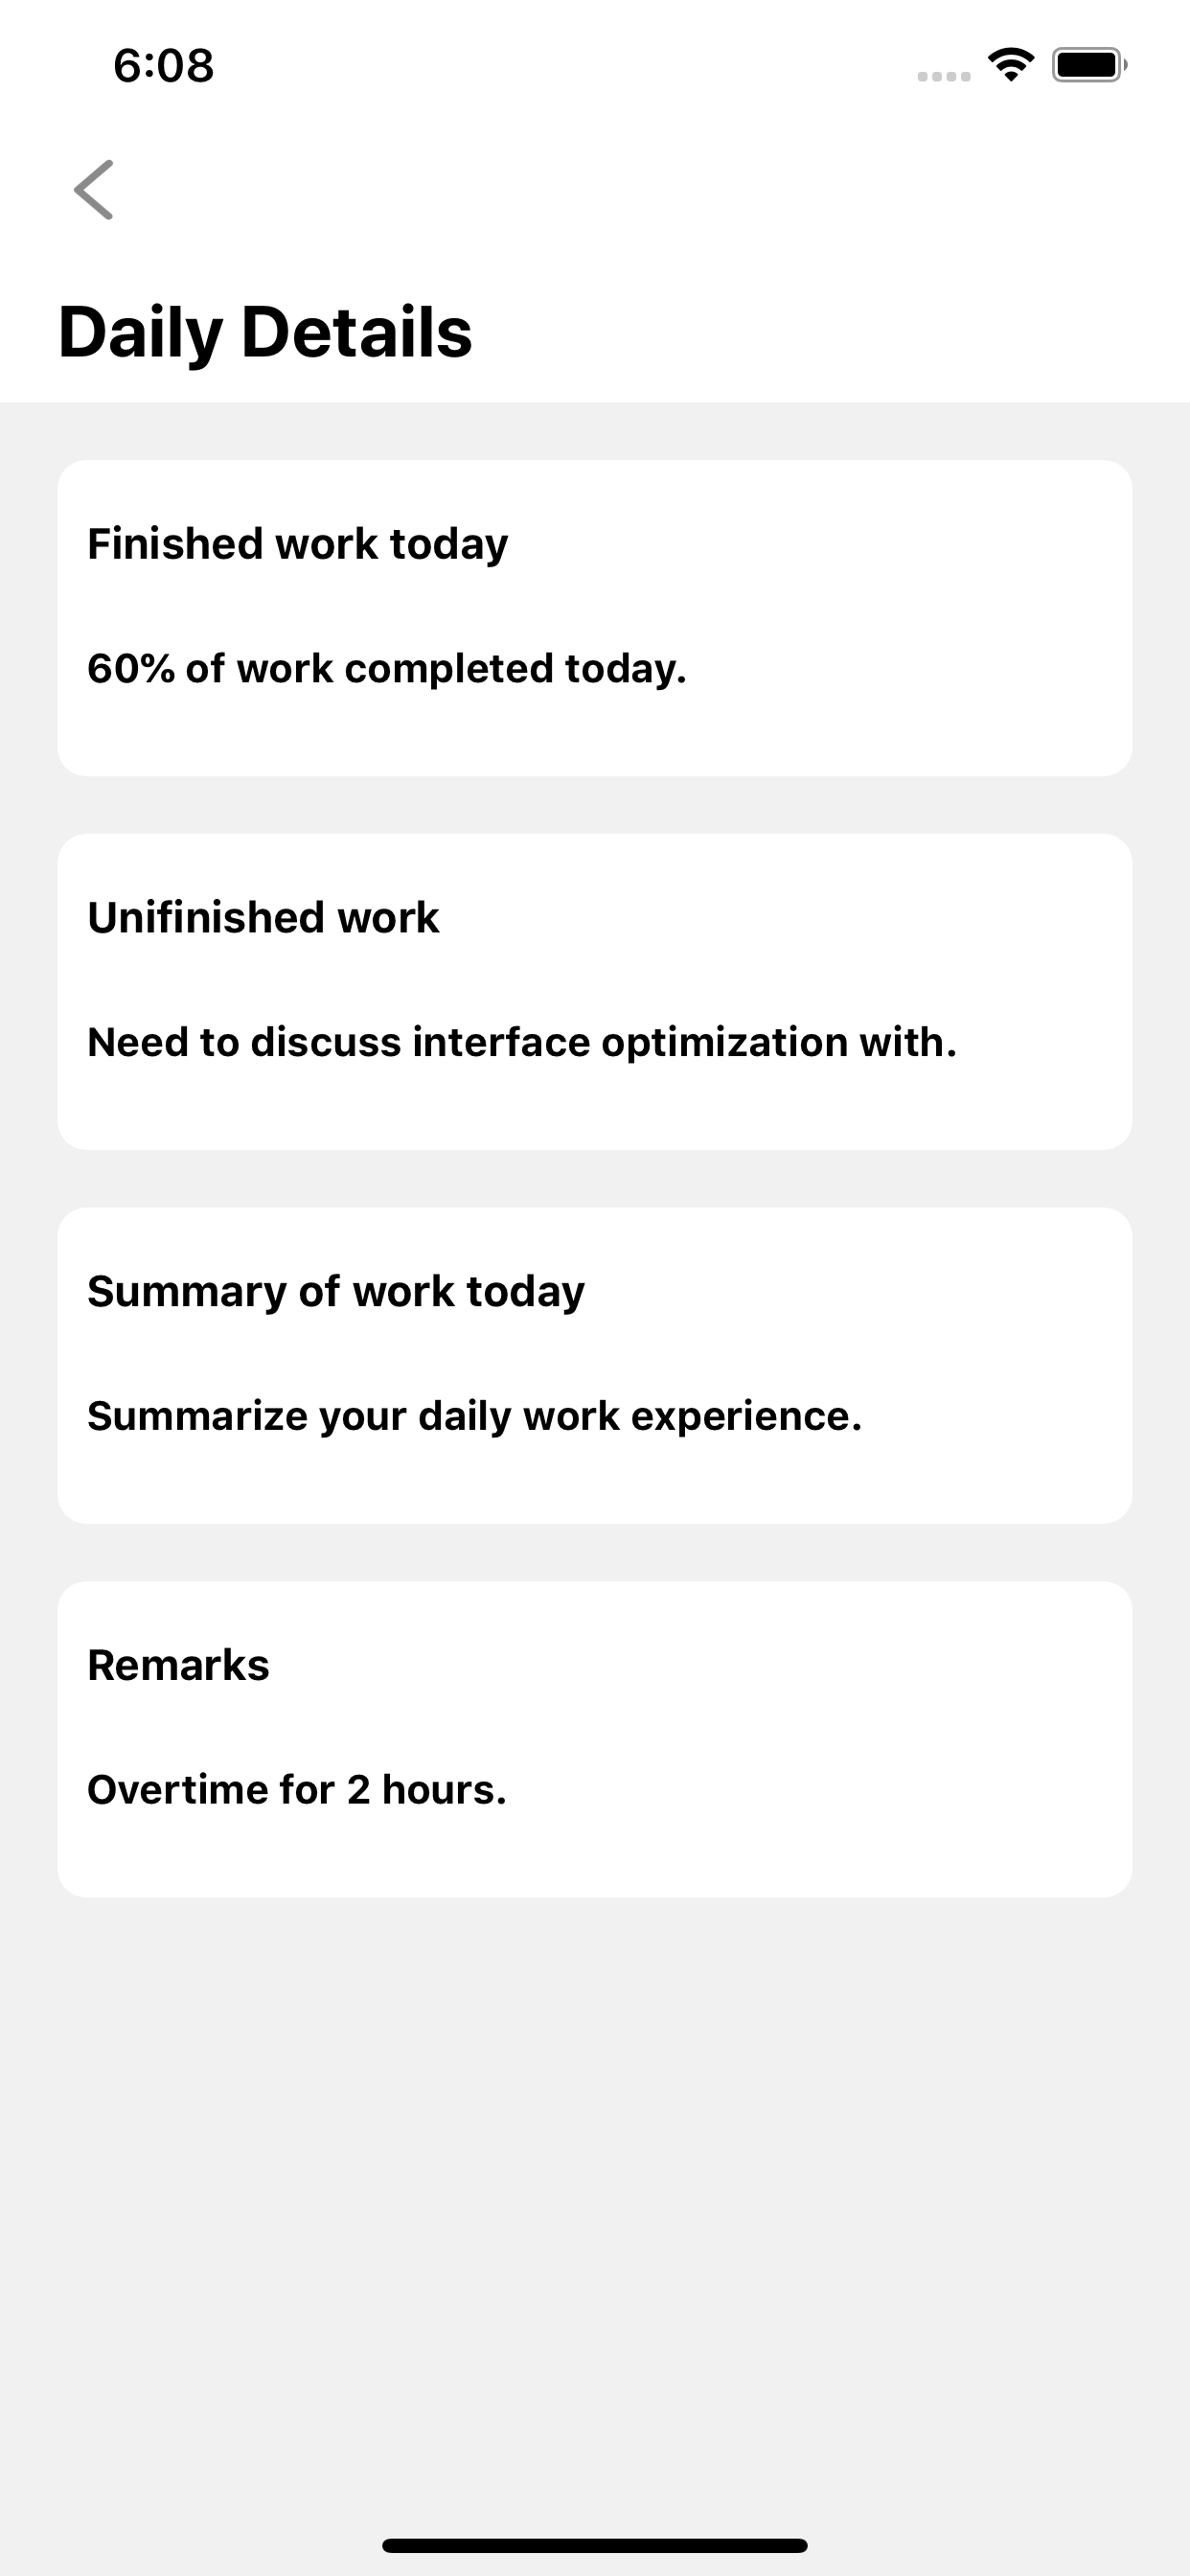 6:08
Daily Details
Finished work today
60% of work completed today.
Unifinished work
Need to discuss interface optimization with.
Summary of work today
Summarize your daily work experience.
Remarks
Overtime for 2 hours.